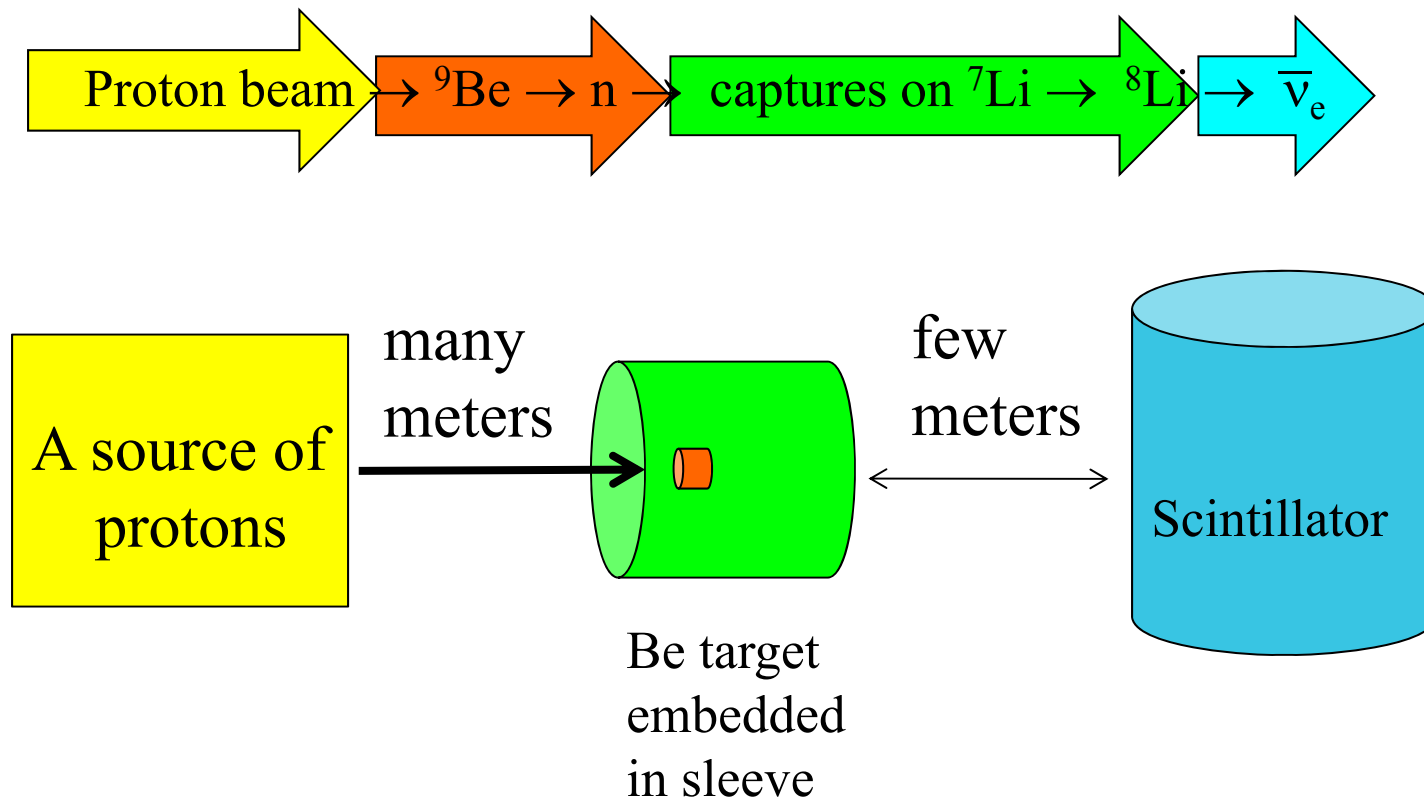 Proton beam → ⁹Be → n → captures on ⁷Li → ⁸Li → ν̅ₑ
many
meters
few
meters
A source of
protons
Scintillator
Be target
embedded
in sleeve